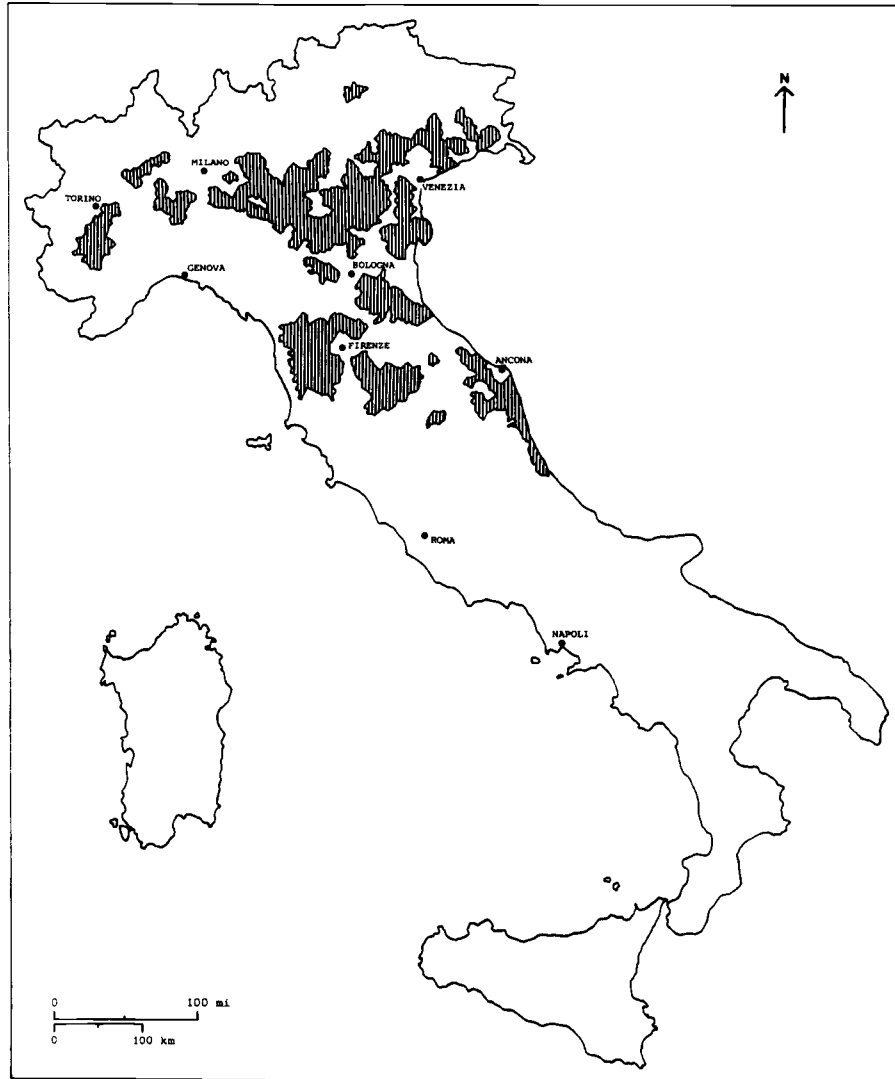 N
MILANO
VENEZIA
TORINO
BOLOGNA
GENOVA
FIRENZE
ANCONA
ROMA
NAPOLI
0 100 mi
0 100 km